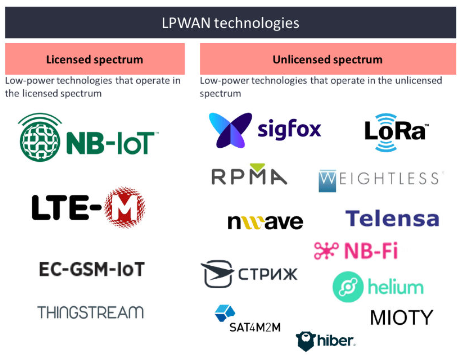 LPWAN technologies
Licensed spectrum
Low-power technologies that operate in
the licensed spectrum
NB-IoT™
LTE-M
EC-GSM-IoT
THINGSTREAM
Unlicensed spectrum
Low-power technologies that operate in the unlicensed
spectrum
sigfox
LoRa™
RPMA
WEIGHTLESS
nwave
Telensa
NB-Fi
СТРИЖ
helium
SAT4M2M
MIOTY
hiber